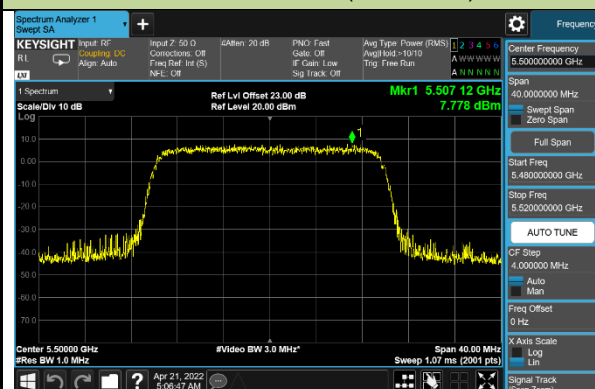 Spectrum Analyzer 1
Swept SA
Frequency
KEYSIGHT
RL
Input: RF
Coupling: DC
Align: Auto
Input Z: 50 Ω
Corrections: Off
Freq Ref: Int (S)
NFE: Off
#Atten: 20 dB
PNO: Fast
Gate: Off
IF Gain: Low
Sig Track: Off
Avg Type: Power (RMS)
Avg|Hold:>10/10
Trig: Free Run
1 2 3 4 5 6
A W W W W W
A N N N N N
1 Spectrum
Scale/Div 10 dB
Log
Ref Lvl Offset 23.00 dB
Ref Level 20.00 dBm
Mkr1 5.507 12 GHz
7.778 dBm
1
10.0
0.00
-10.0
-20.0
-30.0
-40.0
-50.0
-60.0
-70.0
Center 5.50000 GHz
#Res BW 1.0 MHz
#Video BW 3.0 MHz*
Span 40.00 MHz
Sweep 1.07 ms (2001 pts)
Apr 21, 2022
5:06:47 AM
Center Frequency
5.500000000 GHz
Span
40.0000000 MHz
Swept Span
Zero Span
Full Span
Start Freq
5.480000000 GHz
Stop Freq
5.520000000 GHz
AUTO TUNE
CF Step
4.000000 MHz
Auto
Man
Freq Offset
0 Hz
X Axis Scale
Log
Lin
Signal Track